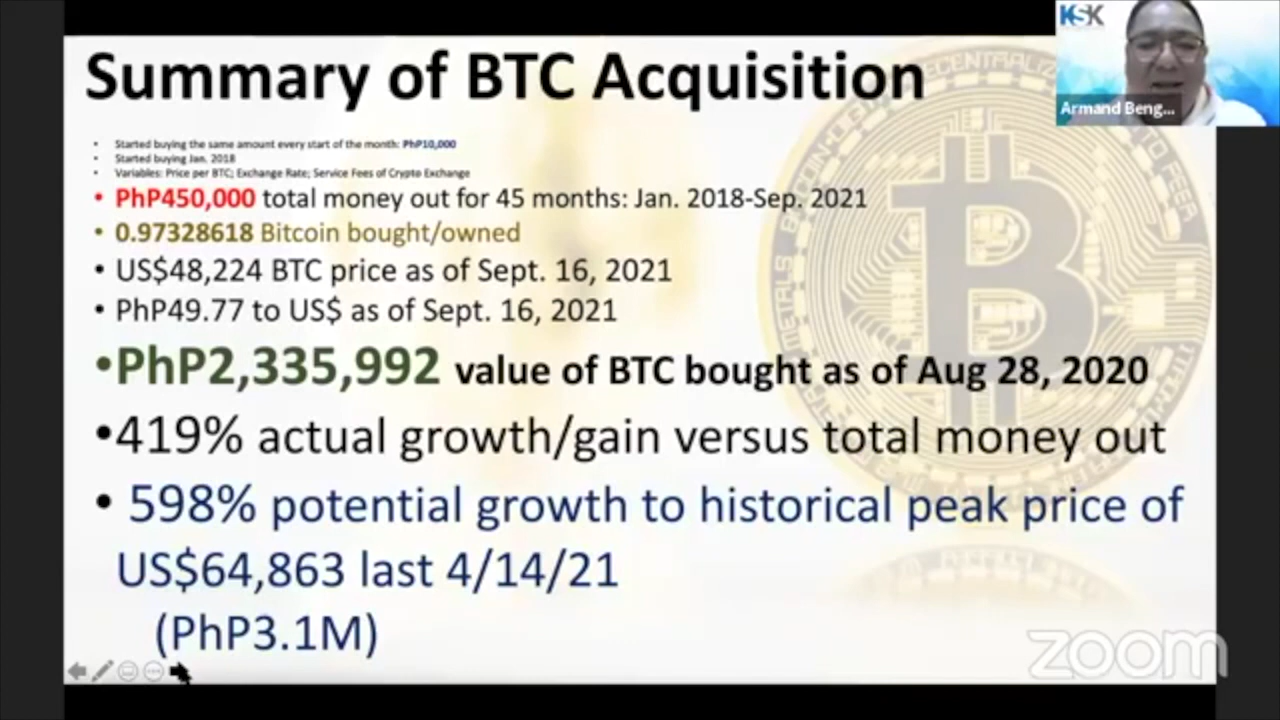 KSK
Armand Beng...
Summary of BTC Acquisition
• Started buying the same amount every start of the month: PhP10,000
• Started buying Jan. 2018
• Variables: Price per BTC; Exchange Rate; Service Fees of Crypto Exchange
• PhP450,000 total money out for 45 months: Jan. 2018-Sep. 2021
• 0.97328618 Bitcoin bought/owned
• US$48,224 BTC price as of Sept. 16, 2021
• PhP49.77 to US$ as of Sept. 16, 2021
•PhP2,335,992 value of BTC bought as of Aug 28, 2020
•419% actual growth/gain versus total money out
• 598% potential growth to historical peak price of
US$64,863 last 4/14/21
(PhP3.1M)
zoom